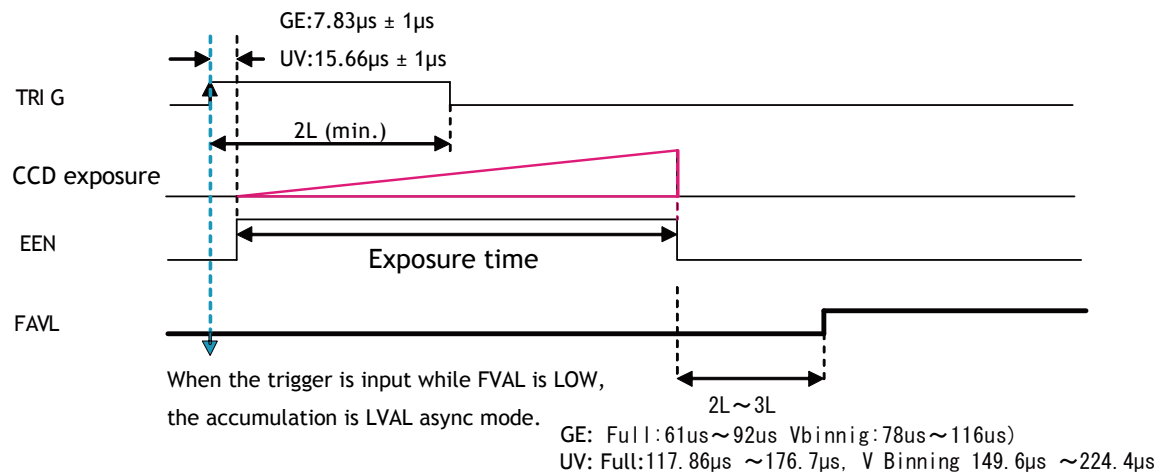 GE:7.83µs ± 1µs
UV:15.66µs ± 1µs
TRI G
2L (min.)
CCD exposure
EEN
Exposure time
FAVL
When the trigger is input while FVAL is LOW,
the accumulation is LVAL async mode.
2L～3L
GE: Full:61us～92us Vbinnig:78us～116us)
UV: Full:117.86µs ～176.7µs, V Binning 149.6µs ～224.4µs